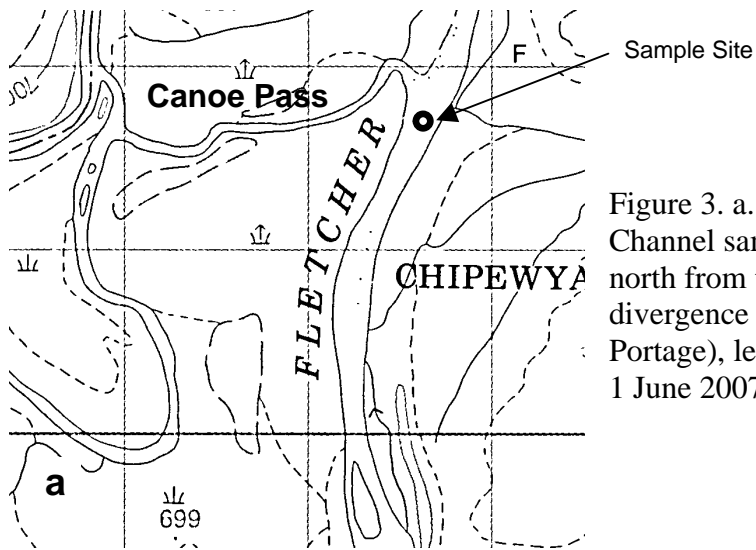 Sample Site
F
Canoe Pass
700
FLETCHER
CHIPEWYA
Figure 3. a.
Channel sar
north from
divergence
Portage), le
1 June 2007
a
699